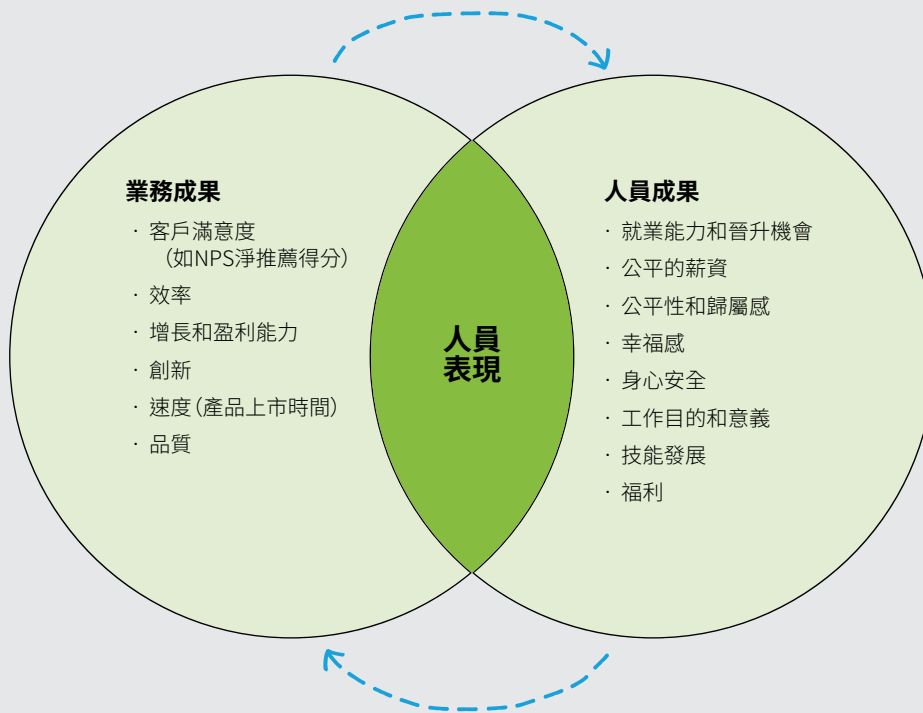 業務成果
· 客戶滿意度
（如NPS淨推薦得分）
· 效率
· 增長和盈利能力
· 創新
· 速度（產品上市時間）
· 品質
人員
表現
人員成果
· 就業能力和晉升機會
· 公平的薪資
· 公平性和歸屬感
· 幸福感
· 身心安全
· 工作目的和意義
· 技能發展
· 福利